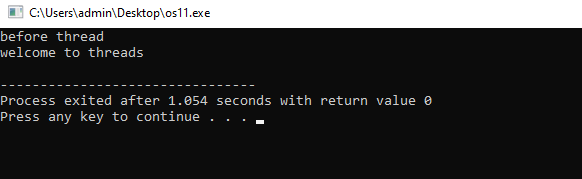 C:\Users\admin\Desktop\os11.exe
before thread
welcome to threads
--------------------------------
Process exited after 1.054 seconds with return value 0
Press any key to continue . . .